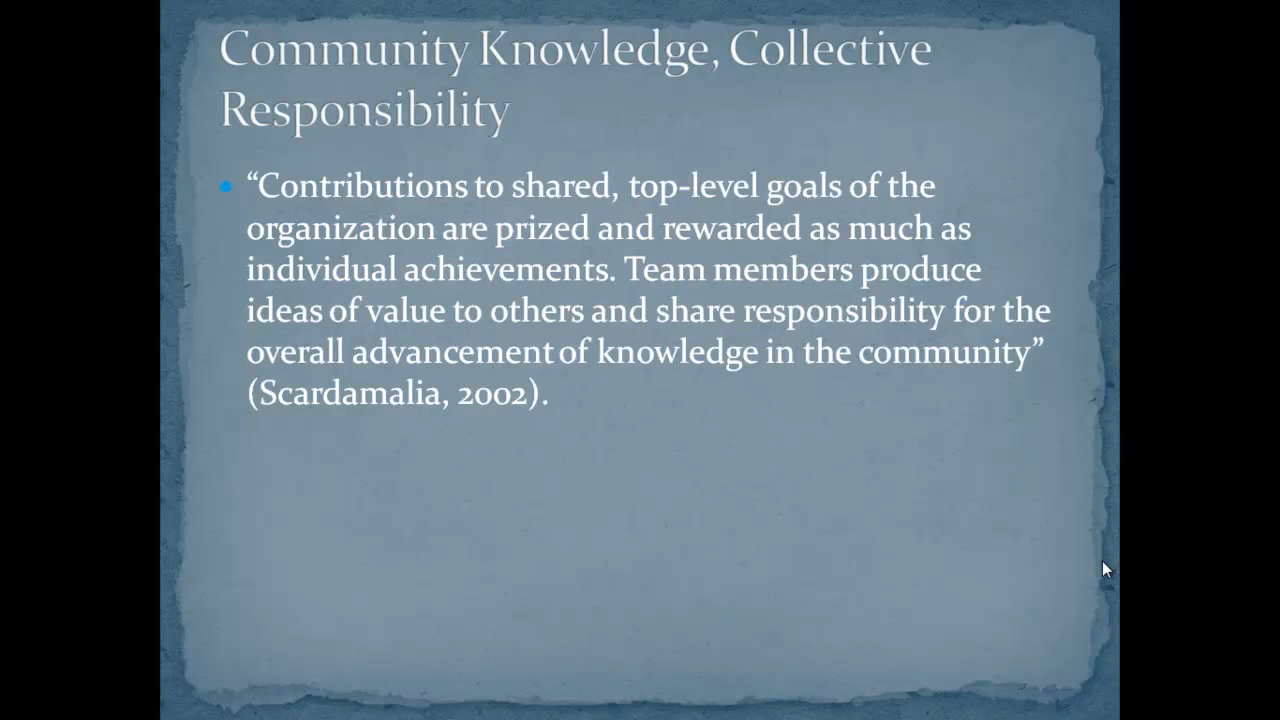 Community Knowledge, Collective
Responsibility
“Contributions to shared, top-level goals of the
organization are prized and rewarded as much as
individual achievements. Team members produce
ideas of value to others and share responsibility for the
overall advancement of knowledge in the community”
(Scardamalia, 2002).